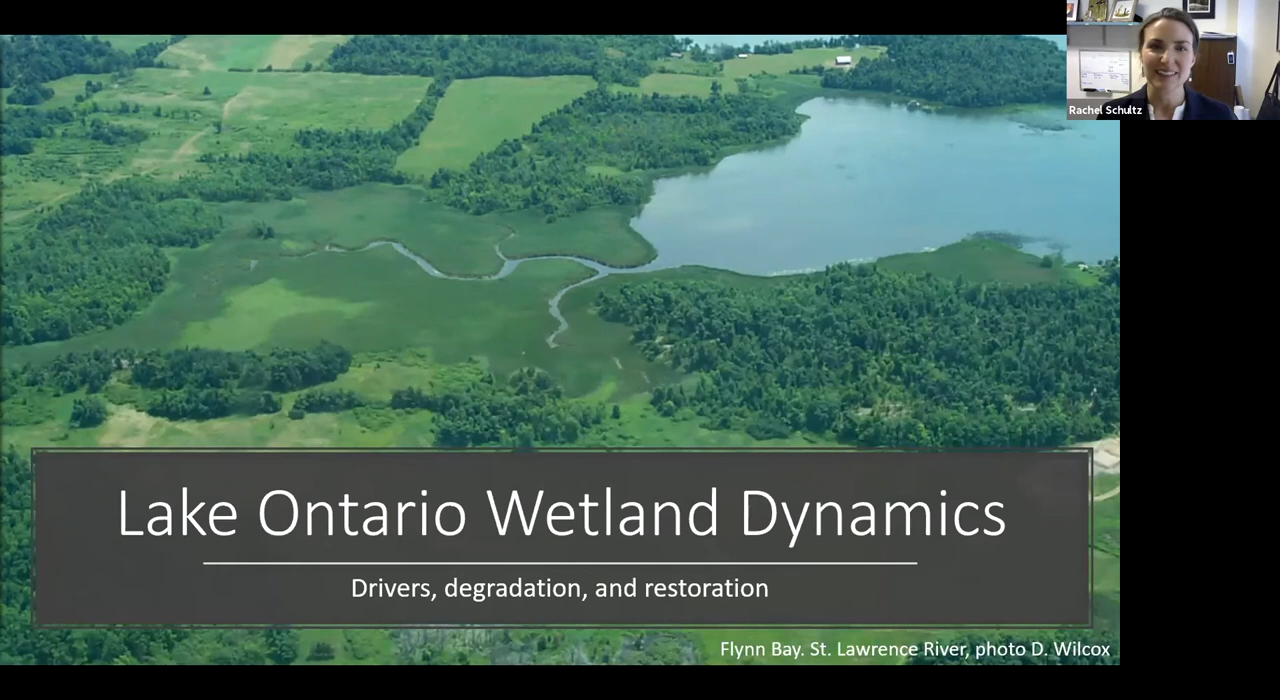 Rachel Schultz
Lake Ontario Wetland Dynamics
Drivers, degradation, and restoration
Flynn Bay. St. Lawrence River, photo D. Wilcox